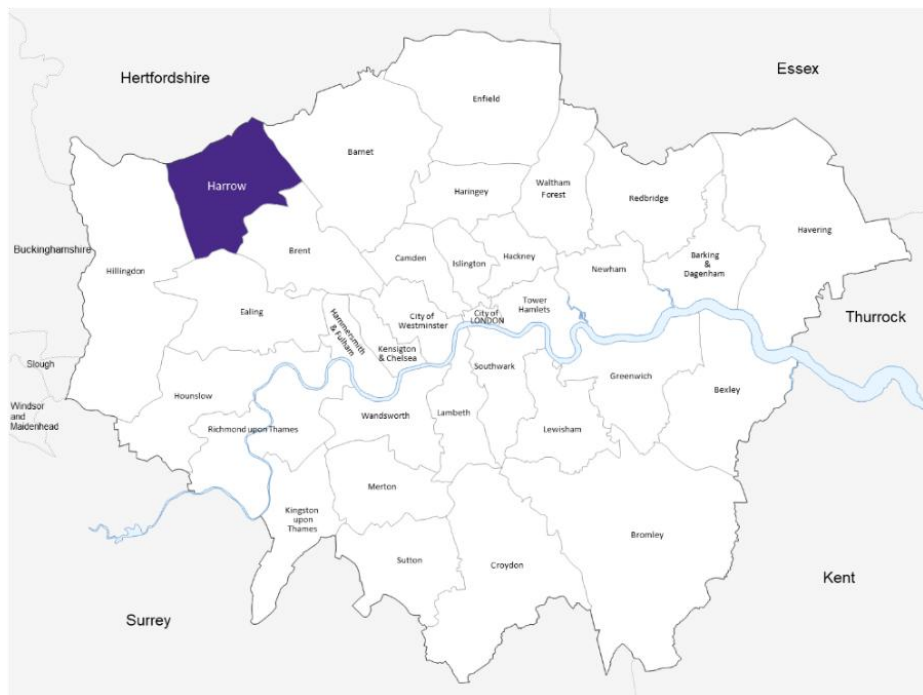 Hertfordshire
Essex
Enfield
Barnet
Harrow
Haringey
Waltham
Forest
Redbridge
Havering
Buckinghamshire
Hillingdon
Brent
Camden
Islington
Hackney
Newham
Barking
&
Dagenham
Ealing
Hammersmith
& Fulham
City of
Westminster
City of
LONDON
Tower
Hamlets
Thurrock
Kensigton
& Chelsea
Slough
Hounslow
Southwark
Greenwich
Bexley
Windsor
and
Maidenhead
Richmond upon Thames
Wandsworth
Lambeth
Lewisham
Merton
Kingston
upon
Thames
Bromley
Sutton
Croydon
Kent
Surrey